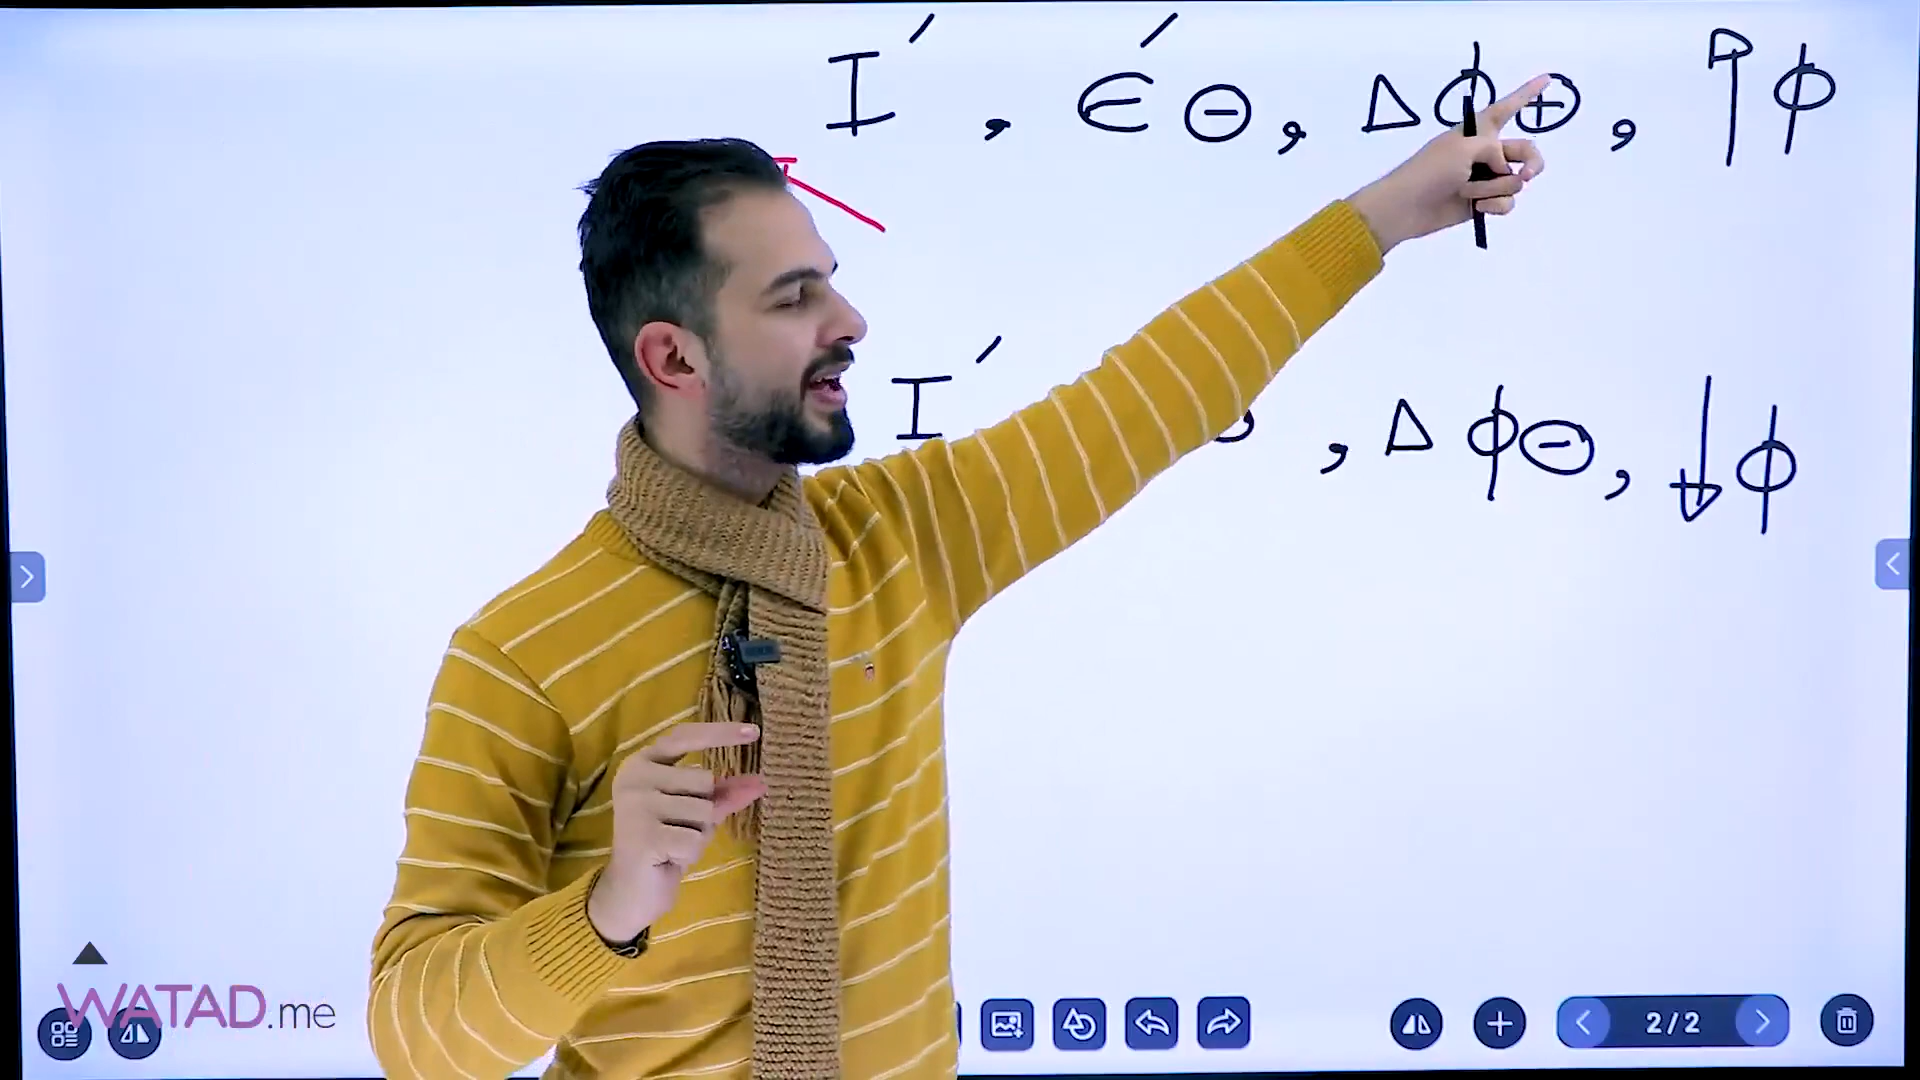 I′ , ε′ ⊖ , Δφ ⊕ , ↑φ
I′ , Δφ ⊖ , ↓φ
WATAD.me
2/2